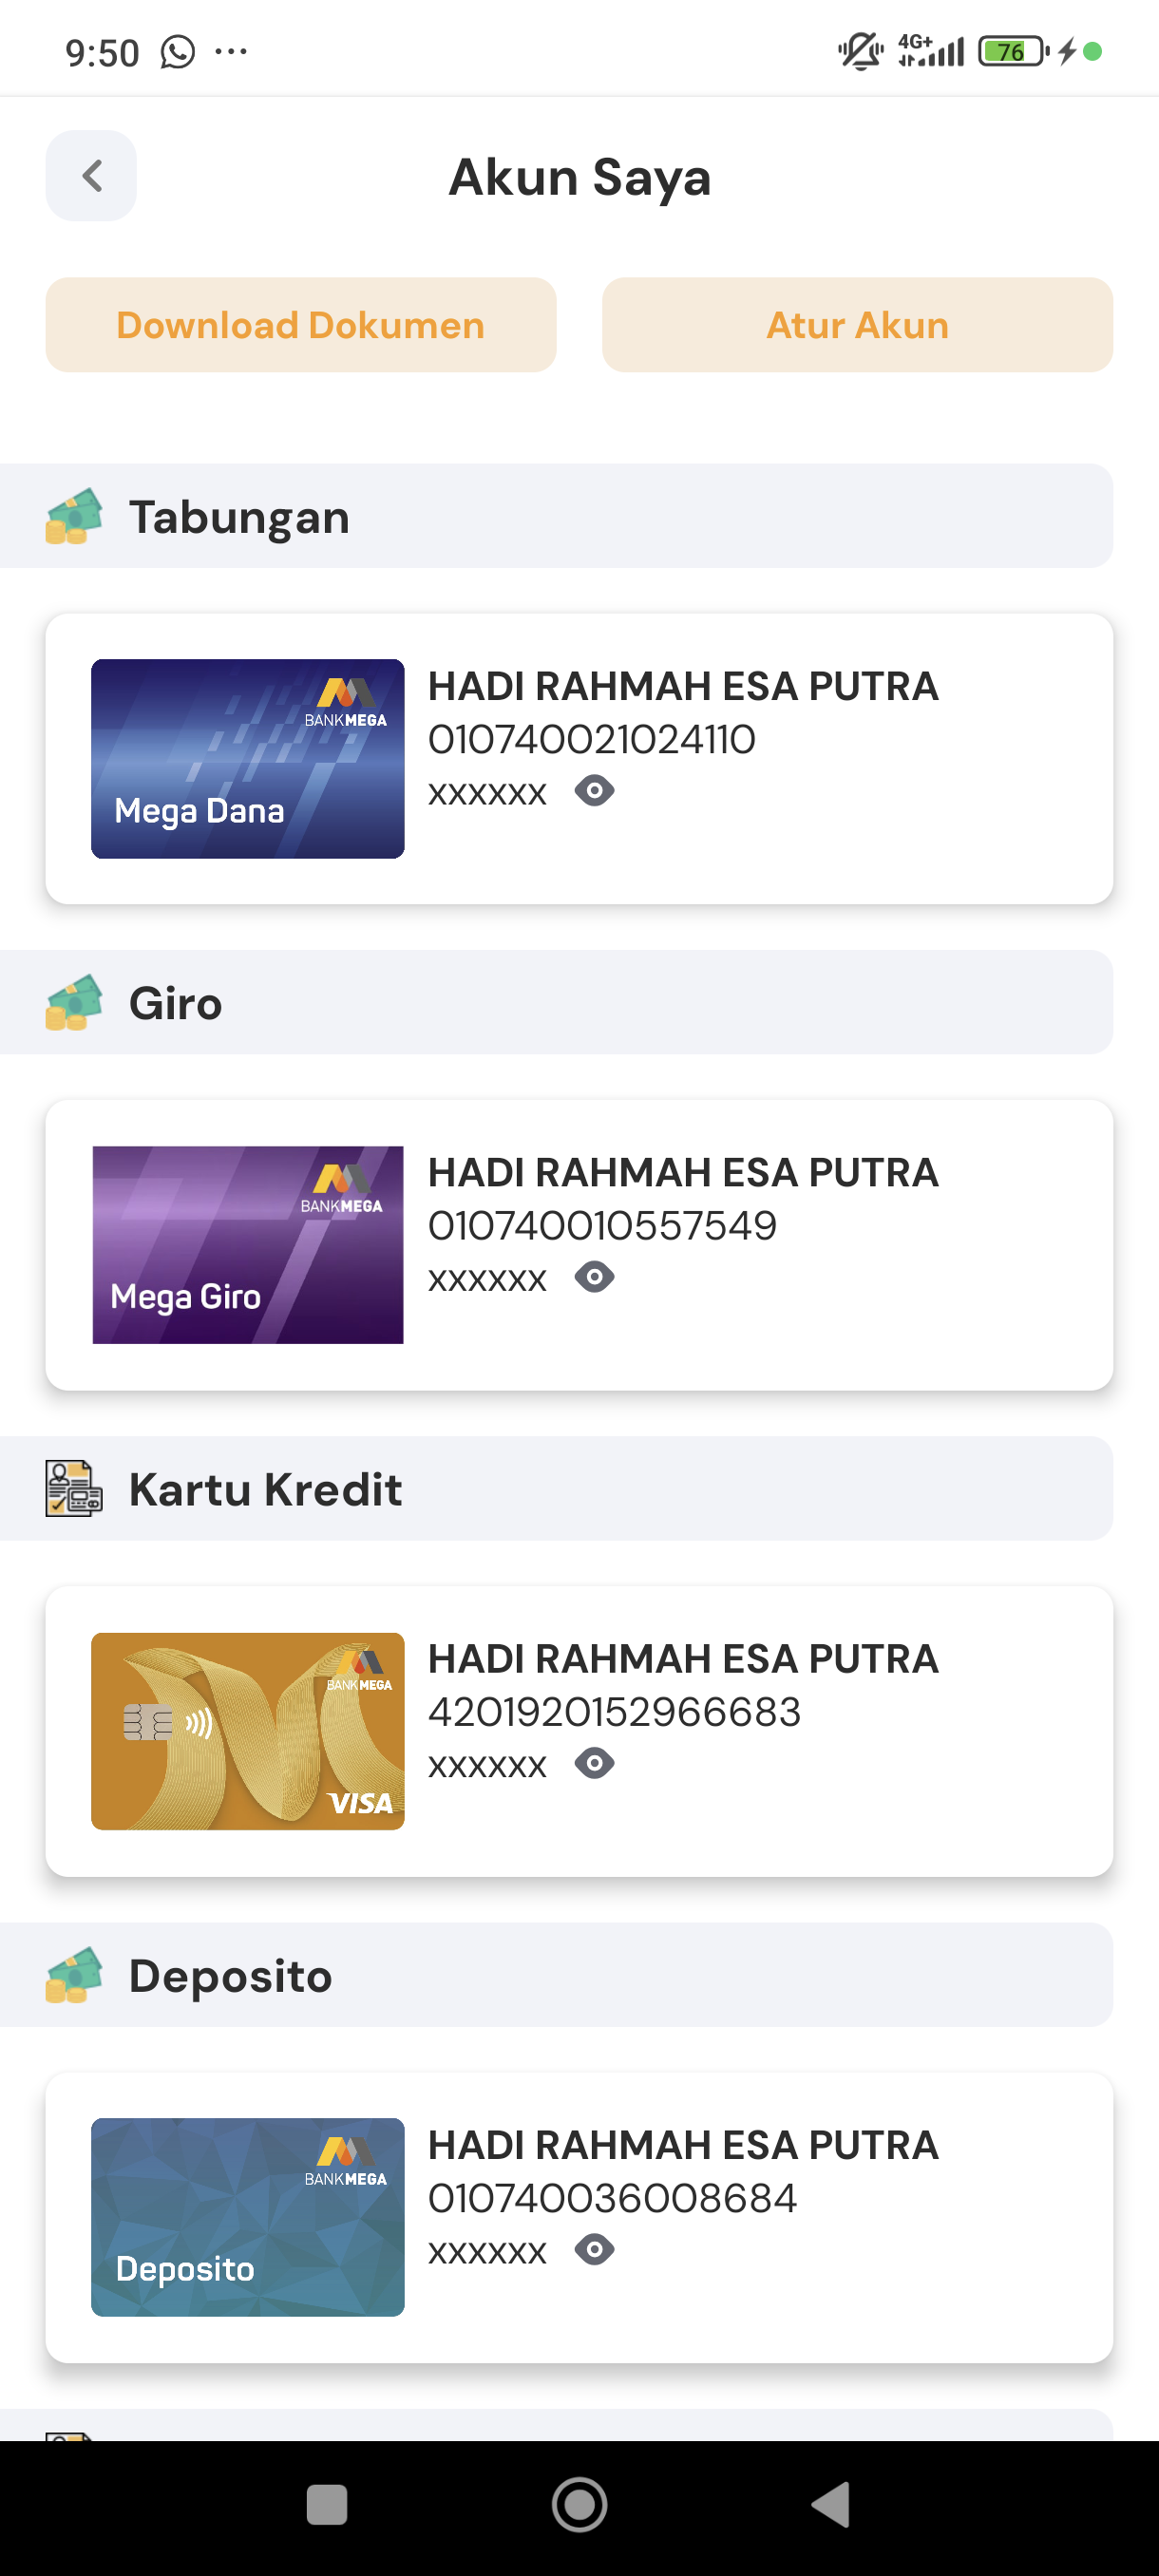 9:50
4G+
76
Akun Saya
Download Dokumen
Atur Akun
Tabungan
BANKMEGA
Mega Dana
HADI RAHMAH ESA PUTRA
010740021024110
xxxxxx
Giro
BANKMEGA
Mega Giro
HADI RAHMAH ESA PUTRA
010740010557549
xxxxxx
Kartu Kredit
BANKMEGA
VISA
HADI RAHMAH ESA PUTRA
4201920152966683
xxxxxx
Deposito
BANKMEGA
Deposito
HADI RAHMAH ESA PUTRA
010740036008684
xxxxxx